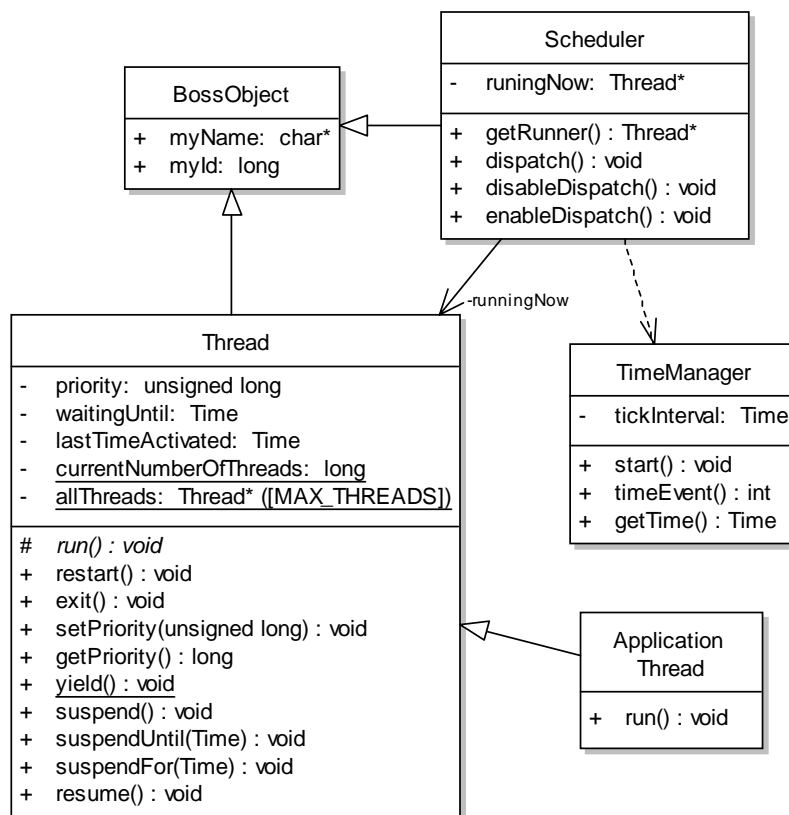 Scheduler
- runingNow: Thread*
+ getRunner() : Thread*
+ dispatch() : void
+ disableDispatch() : void
+ enableDispatch() : void
BossObject
+ myName: char*
+ myId: long
-runningNow
Thread
- priority: unsigned long
- waitingUntil: Time
- lastTimeActivated: Time
- currentNumberOfThreads: long
- allThreads: Thread* ([MAX_THREADS])
# run() : void
+ restart() : void
+ exit() : void
+ setPriority(unsigned long) : void
+ getPriority() : long
+ yield() : void
+ suspend() : void
+ suspendUntil(Time) : void
+ suspendFor(Time) : void
+ resume() : void
TimeManager
- tickInterval: Time
+ start() : void
+ timeEvent() : int
+ getTime() : Time
Application
Thread
+ run() : void